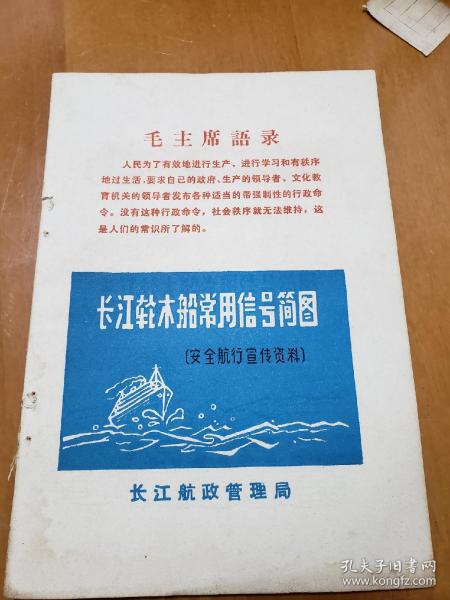 毛主席語录
人民为了有效地进行生产、进行学习和有秩序
地过生活,要求自己的政府、生产的领导者、文化教
育机关的领导者发布各种适当的带强制性的行政命
令。没有这种行政命令,社会秩序就无法维持,这
是人们的常识所了解的。
长江轮木船常用信号简图
(安全航行宣传资料)
长江航政管理局
孔夫子旧书网
www.kongfz.com